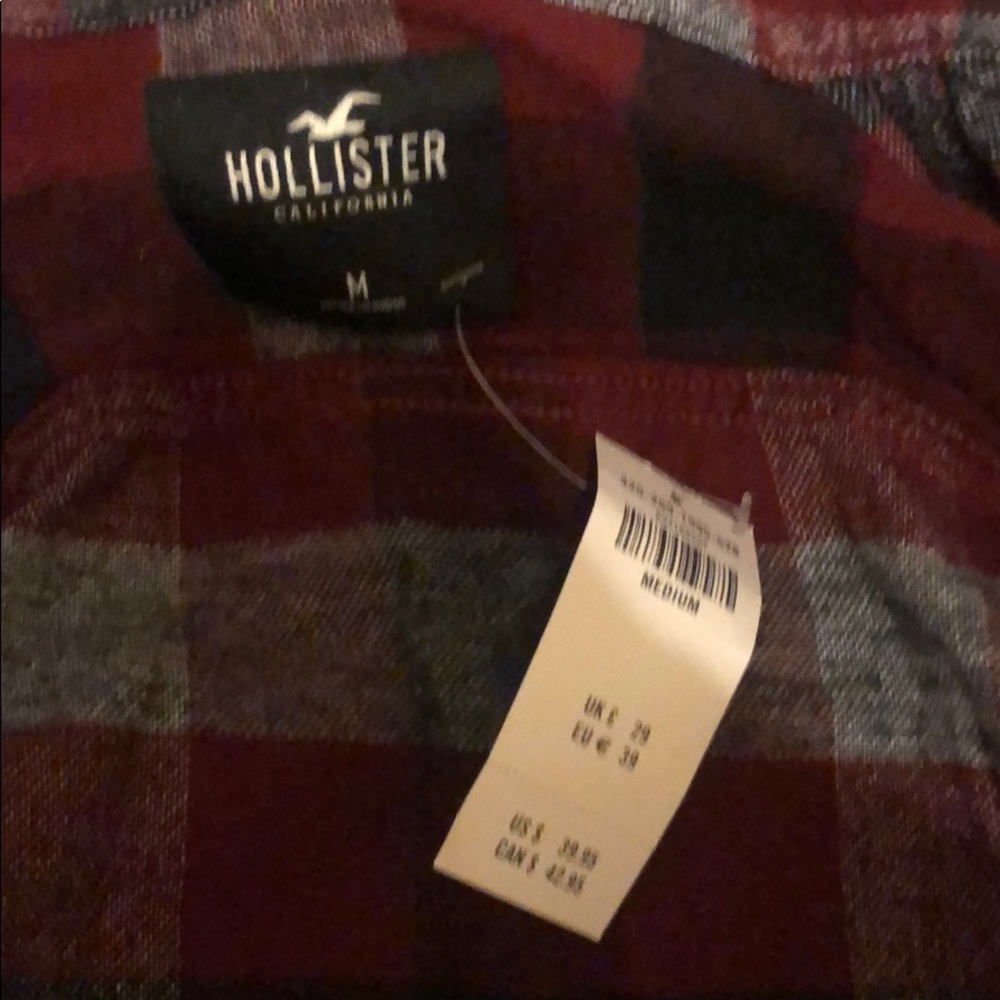 HOLLISTER
CALIFORNIA
M
MEDIUM
UK £ 29
EU € 39
US $ 39.95
CAN $ 42.95